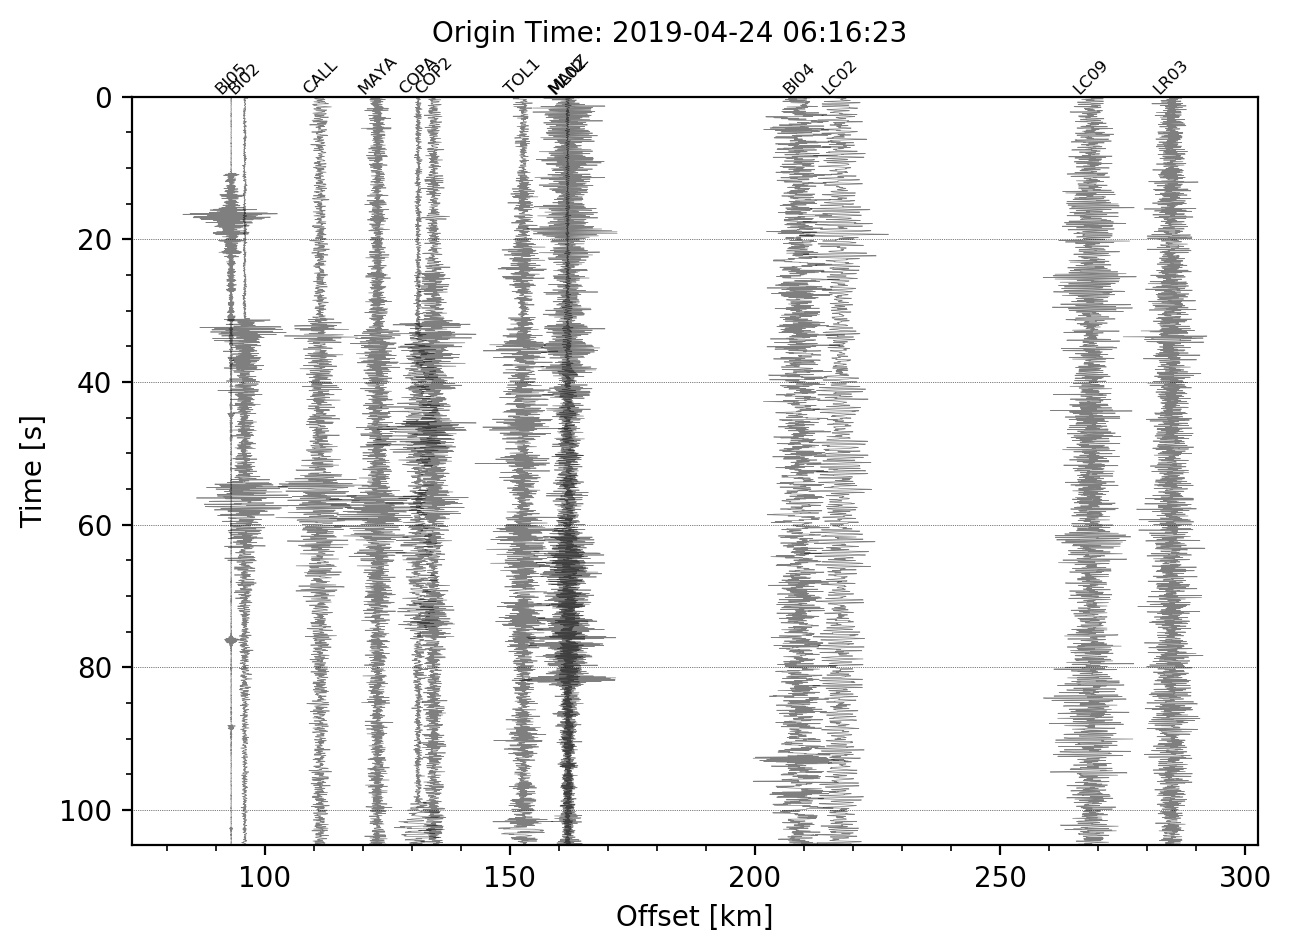 Origin Time: 2019-04-24 06:16:23
BI05 BI02 CALL MAYA COPA COP2 TOL1 BI04 LC02 LC09 LR03
0
20
40
60
80
100
Time [s]
100 150 200 250 300
Offset [km]